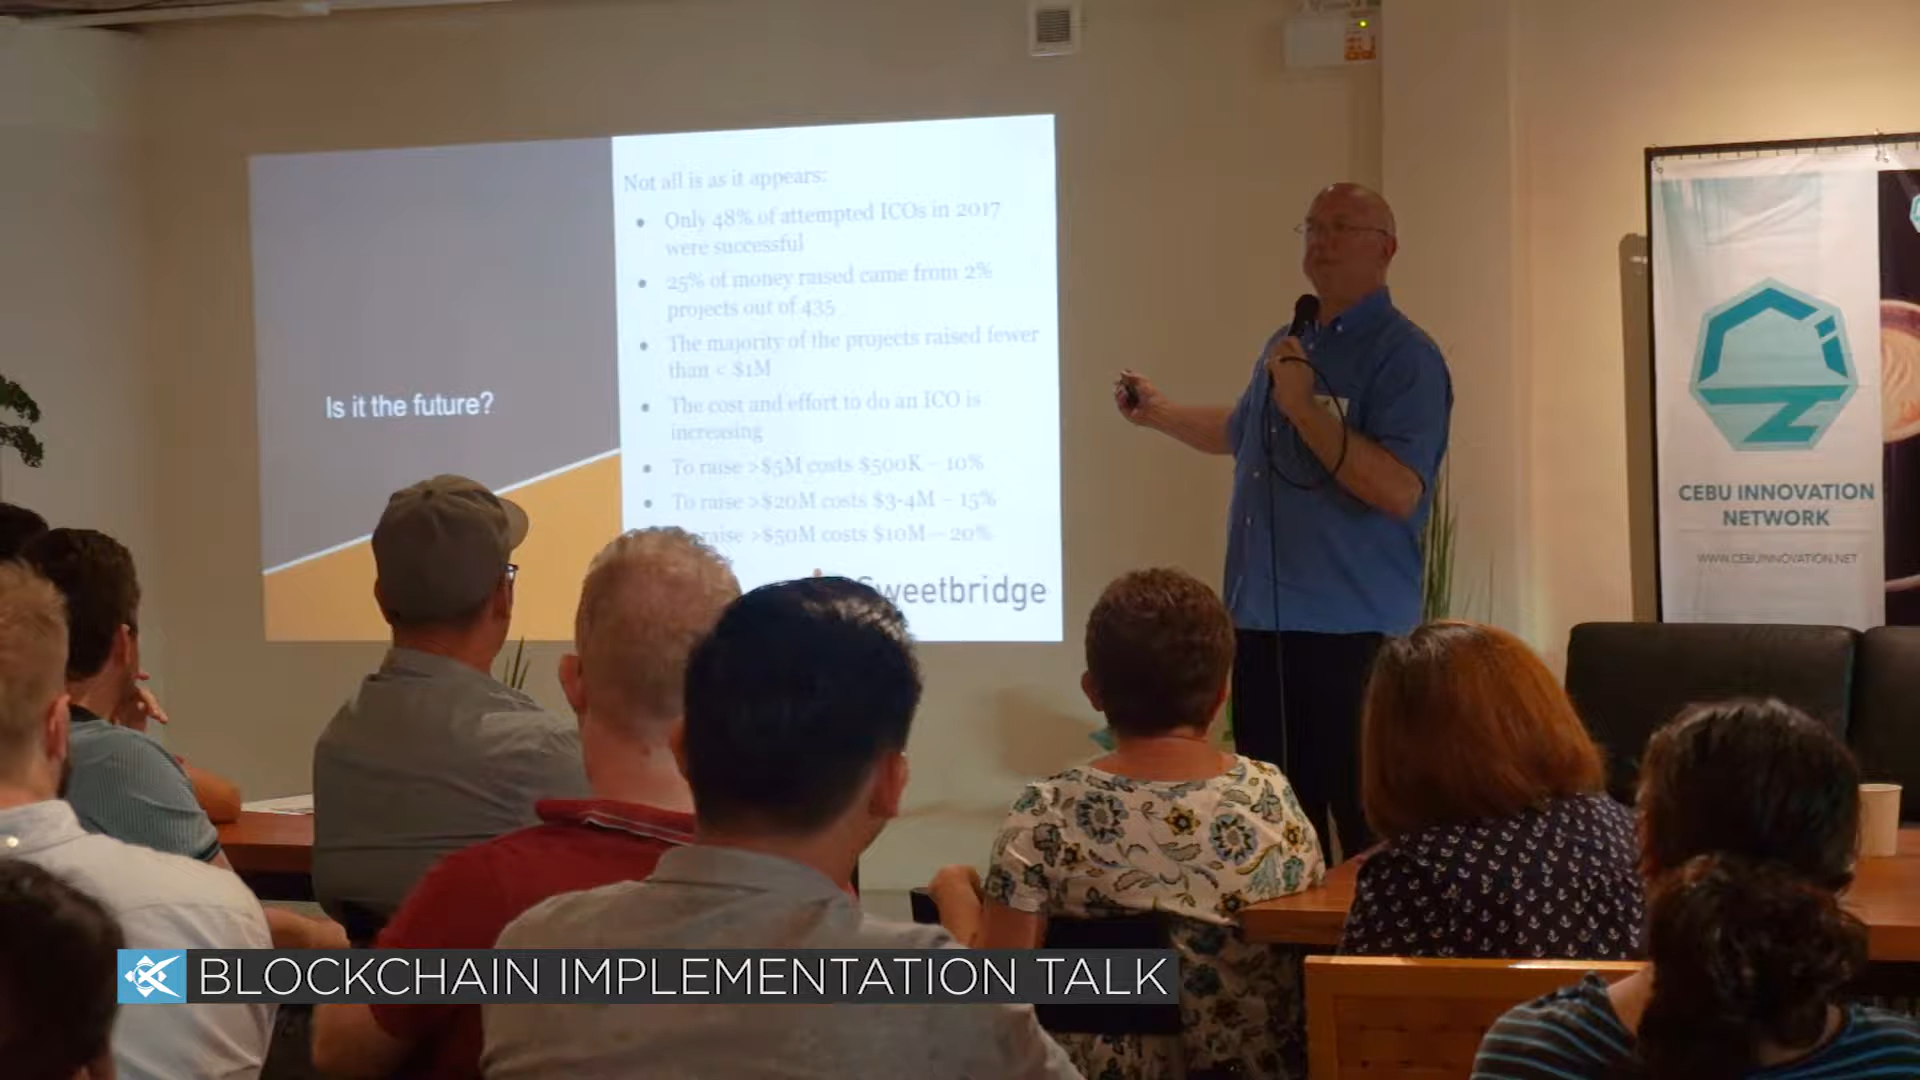 Not all is as it appears:
Only 48% of attempted ICOs in 2017
were successful
25% of money raised came from 2%
projects out of 435
The majority of the projects raised fewer
than < $1M
The cost and effort to do an ICO is
increasing
To raise >$5M costs $500K – 10%
To raise >$20M costs $3-4M – 15%
raise >$50M costs $10M – 20%
Is it the future?
weetbridge
CEBU INNOVATION
NETWORK
WWW.CEBUINNOVATION.NET
BLOCKCHAIN IMPLEMENTATION TALK